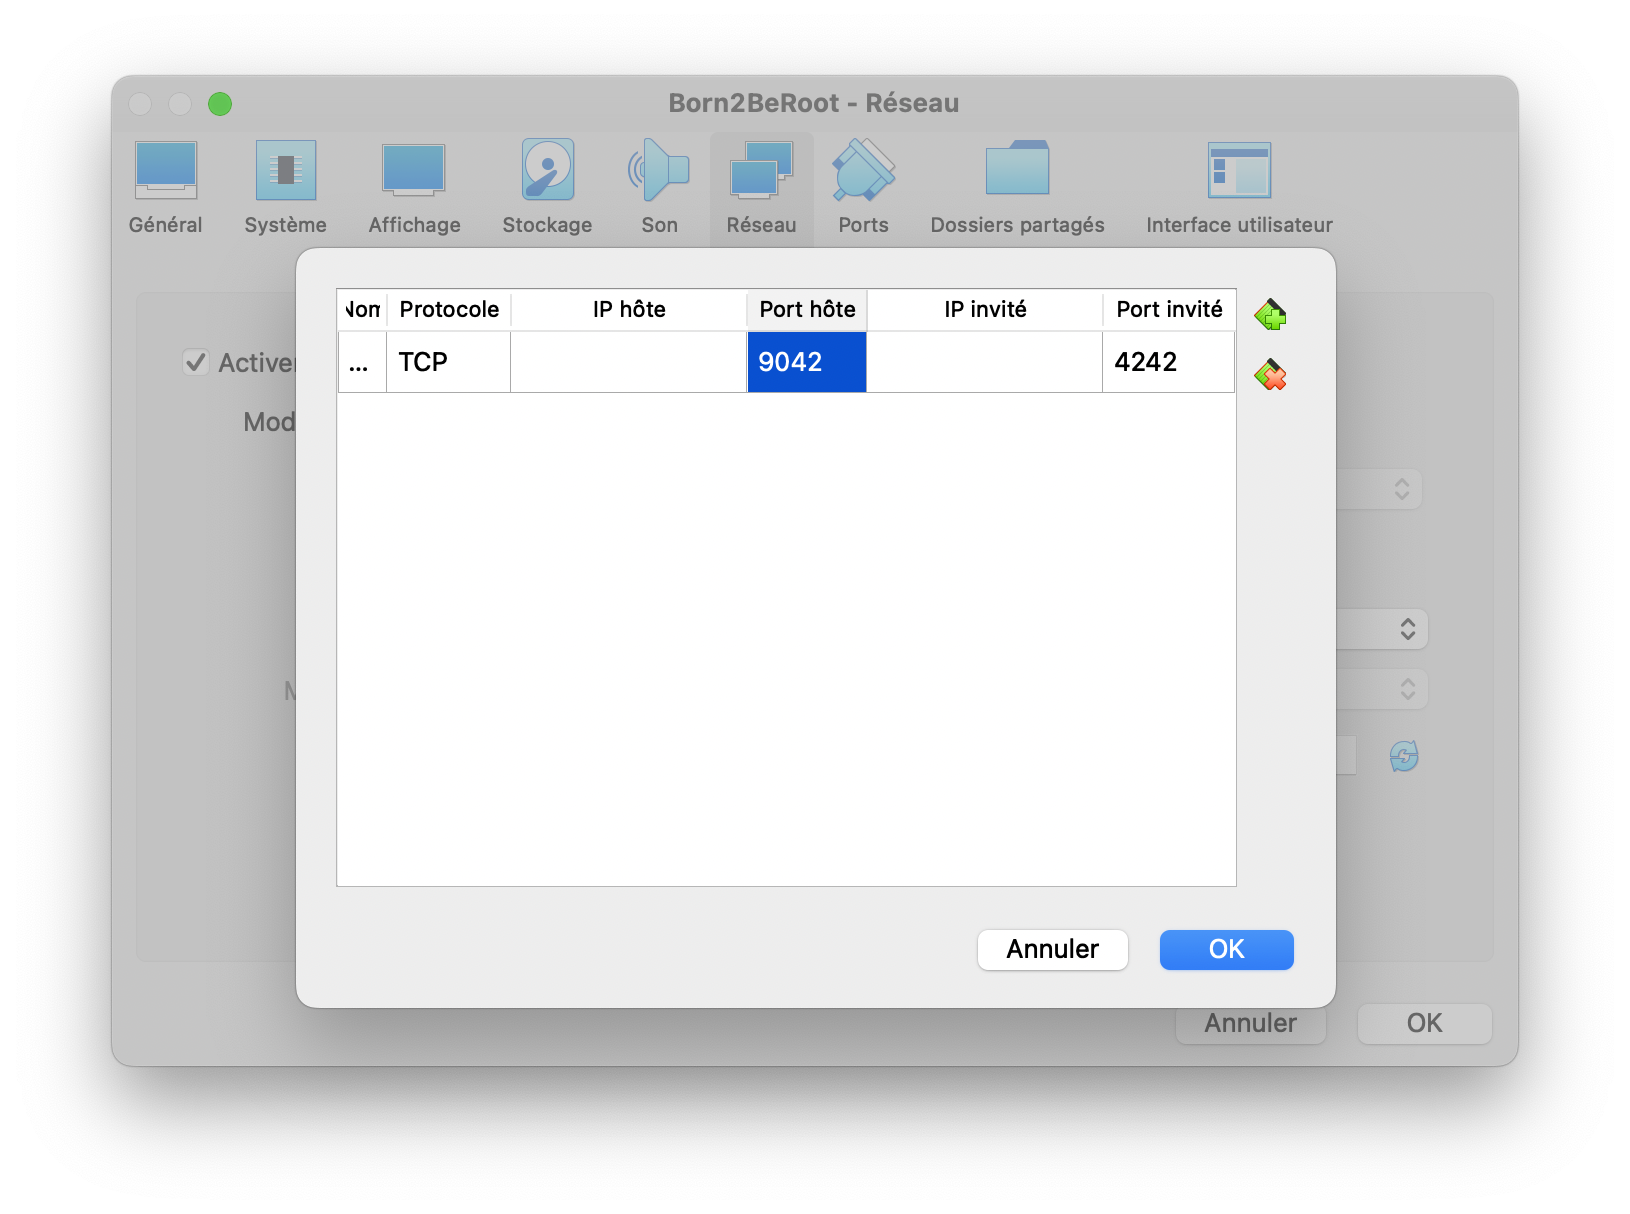 Born2BeRoot - Réseau
Général Système Affichage Stockage Son Réseau Ports Dossiers partagés Interface utilisateur
Nom Protocole IP hôte Port hôte IP invité Port invité
... TCP 9042 4242
Activer
Mod
M
Annuler OK
Annuler OK